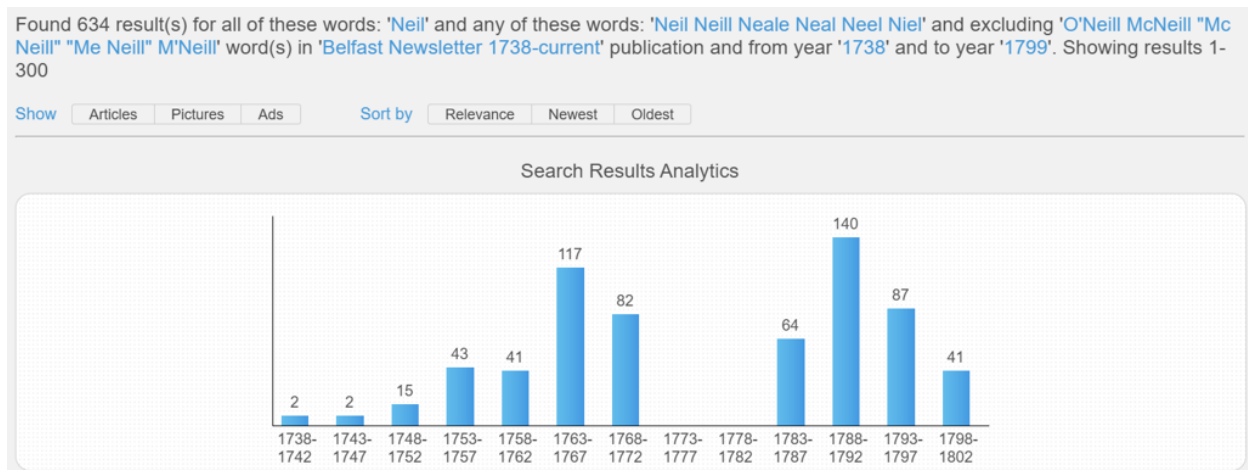 Found 634 result(s) for all of these words: 'Neil' and any of these words: 'Neil Neill Neale Neal Neel Niel' and excluding 'O'Neill McNeill "Mc
Neill" "Me Neill" M'Neill' word(s) in 'Belfast Newsletter 1738-current' publication and from year '1738' and to year '1799'. Showing results 1-
300
Show Articles Pictures Ads Sort by Relevance Newest Oldest
Search Results Analytics
2 2 15 43 41 117 82 64 140 87 41
1738- 1743- 1748- 1753- 1758- 1763- 1768- 1773- 1778- 1783- 1788- 1793- 1798-
1742 1747 1752 1757 1762 1767 1772 1777 1782 1787 1792 1797 1802